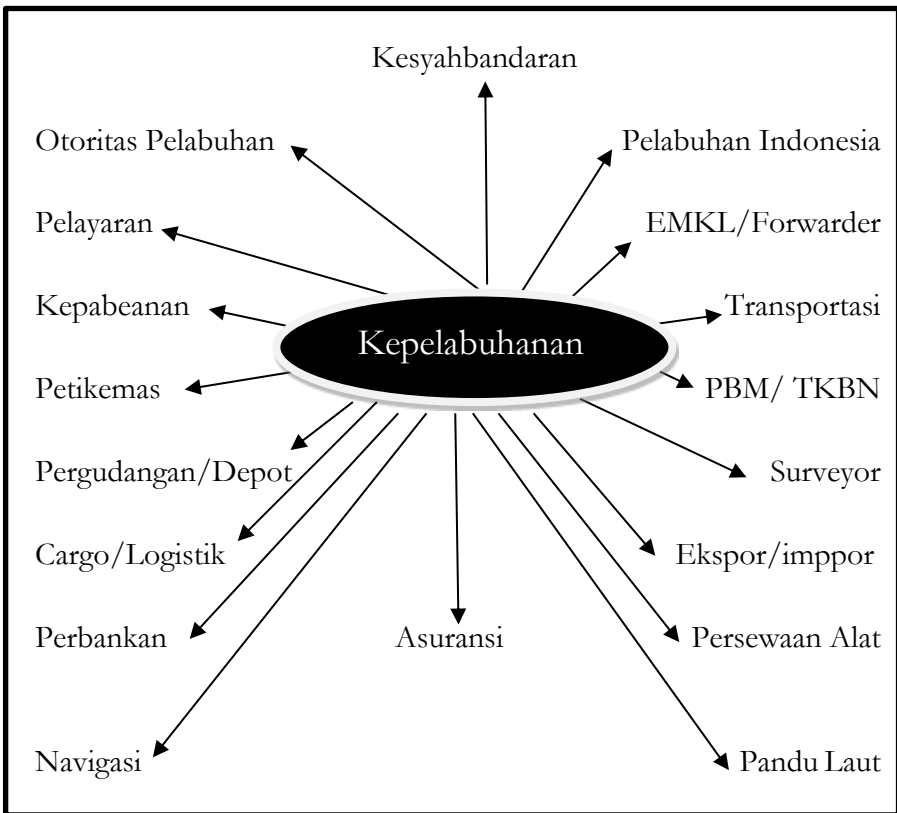 Kesyahbandaran
Otoritas Pelabuhan
Pelabuhan Indonesia
Pelayaran
EMKL/Forwarder
Kepabeanan
Transportasi
Kepelabuhanan
Petikemas
PBM/ TKBN
Pergudangan/Depot
Surveyor
Cargo/Logistik
Ekspor/imppor
Perbankan
Asuransi
Persewaan Alat
Navigasi
Pandu Laut